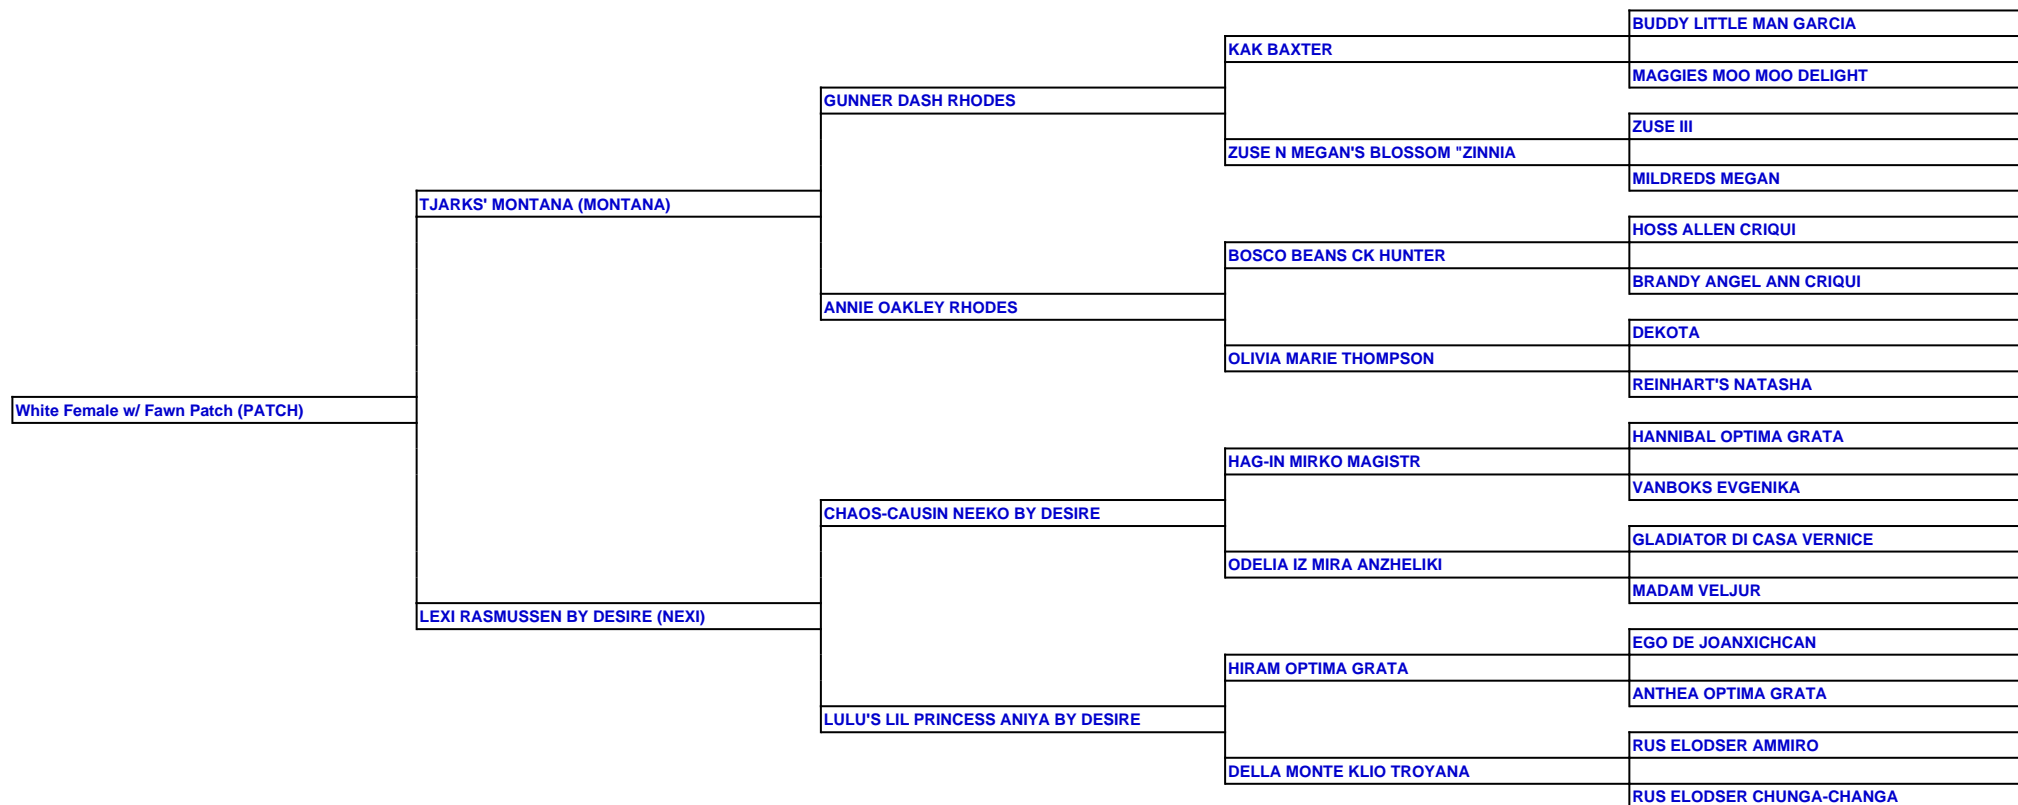 BUDDY LITTLE MAN GARCIA
KAK BAXTER
MAGGIES MOO MOO DELIGHT
GUNNER DASH RHODES
ZUSE III
ZUSE N MEGAN'S BLOSSOM "ZINNIA
MILDREDS MEGAN
TJARKS' MONTANA (MONTANA)
HOSS ALLEN CRIQUI
BOSCO BEANS CK HUNTER
BRANDY ANGEL ANN CRIQUI
ANNIE OAKLEY RHODES
DEKOTA
OLIVIA MARIE THOMPSON
REINHART'S NATASHA
White Female w/ Fawn Patch (PATCH)
HANNIBAL OPTIMA GRATA
HAG-IN MIRKO MAGISTR
VANBOKS EVGENIKA
CHAOS-CAUSIN NEEKO BY DESIRE
GLADIATOR DI CASA VERNICE
ODELIA IZ MIRA ANZHELIKI
MADAM VELJUR
LEXI RASMUSSEN BY DESIRE (NEXI)
EGO DE JOANXICHCAN
HIRAM OPTIMA GRATA
ANTHEA OPTIMA GRATA
LULU'S LIL PRINCESS ANIYA BY DESIRE
RUS ELODSER AMMIRO
DELLA MONTE KLIO TROYANA
RUS ELODSER CHUNGA-CHANGA